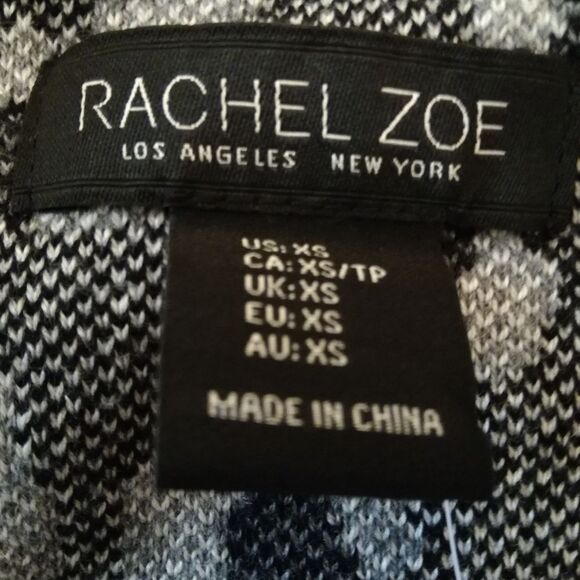 RACHEL ZOE
LOS ANGELES NEW YORK
US: XS
CA: XS/TP
UK: XS
EU: XS
AU: XS
MADE IN CHINA